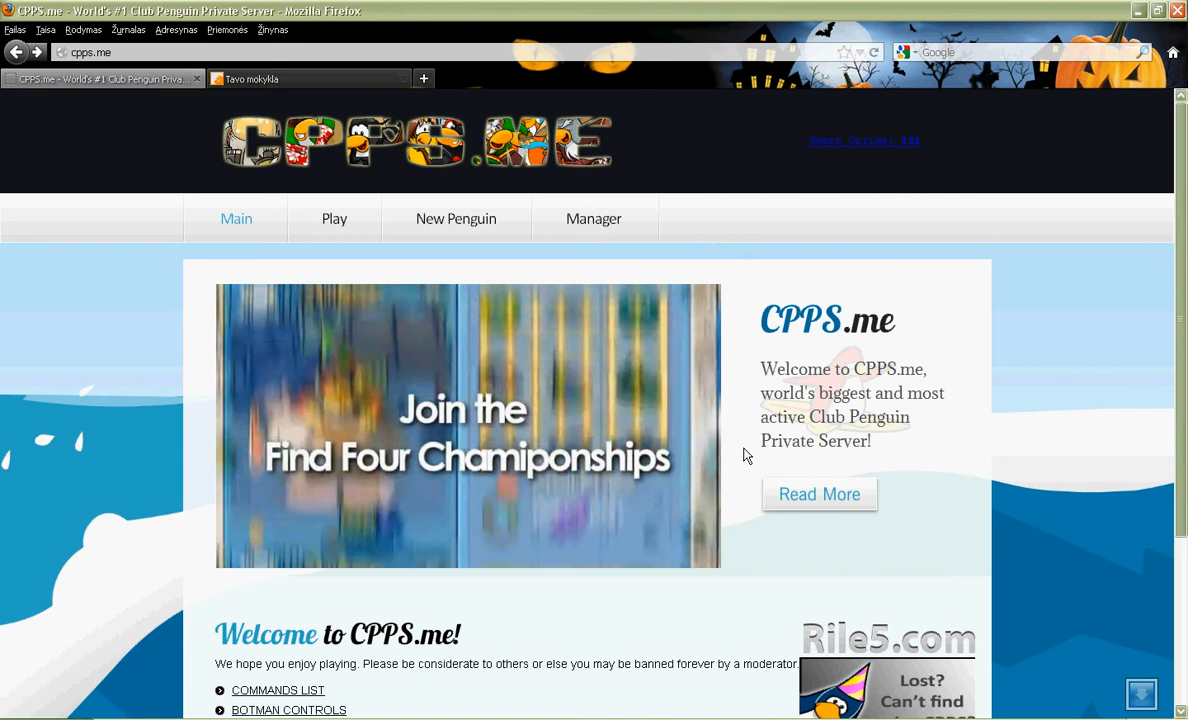 CPPS.me - World's #1 Club Penguin Private Server - Mozilla Firefox
Failas Taisa Rodymas Žurnalas Adresynas Priemonės Žinynas
cpps.me
Google
CPPS.me - World's #1 Club Penguin Priva...
Tavo mokykla
CPPS.ME
Users Online: 531
Main
Play
New Penguin
Manager
Join the
Find Four Chamiponships
CPPS.me
Welcome to CPPS.me,
world's biggest and most
active Club Penguin
Private Server!
Read More
Welcome to CPPS.me!
We hope you enjoy playing. Please be considerate to others or else you may be banned forever by a moderator.
COMMANDS LIST
BOTMAN CONTROLS
Rile5.com
Lost?
Can't find